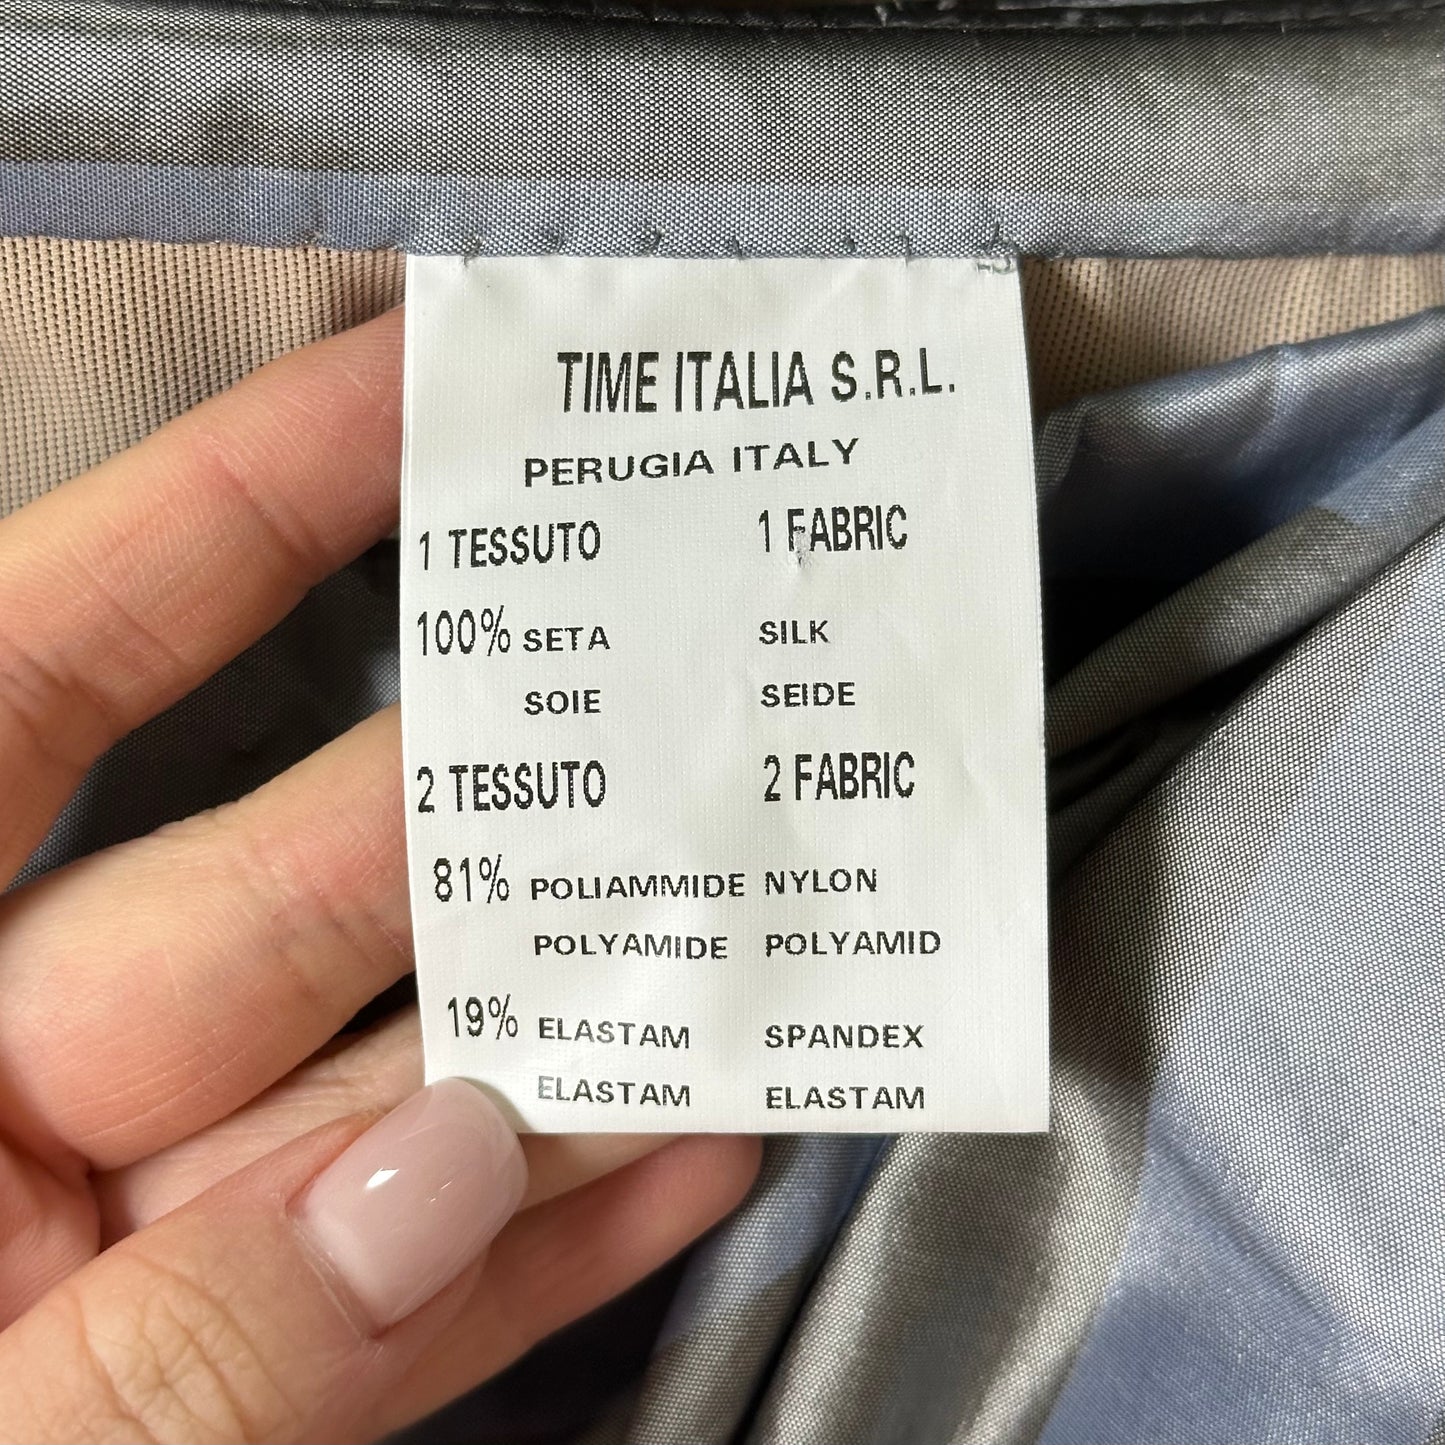 TIME ITALIA S.R.L.
PERUGIA ITALY
1 TESSUTO 1 FABRIC
100% SETA SILK
SOIE SEIDE
2 TESSUTO 2 FABRIC
81% POLIAMMIDE NYLON
POLYAMIDE POLYAMID
19% ELASTAM SPANDEX
ELASTAM ELASTAM